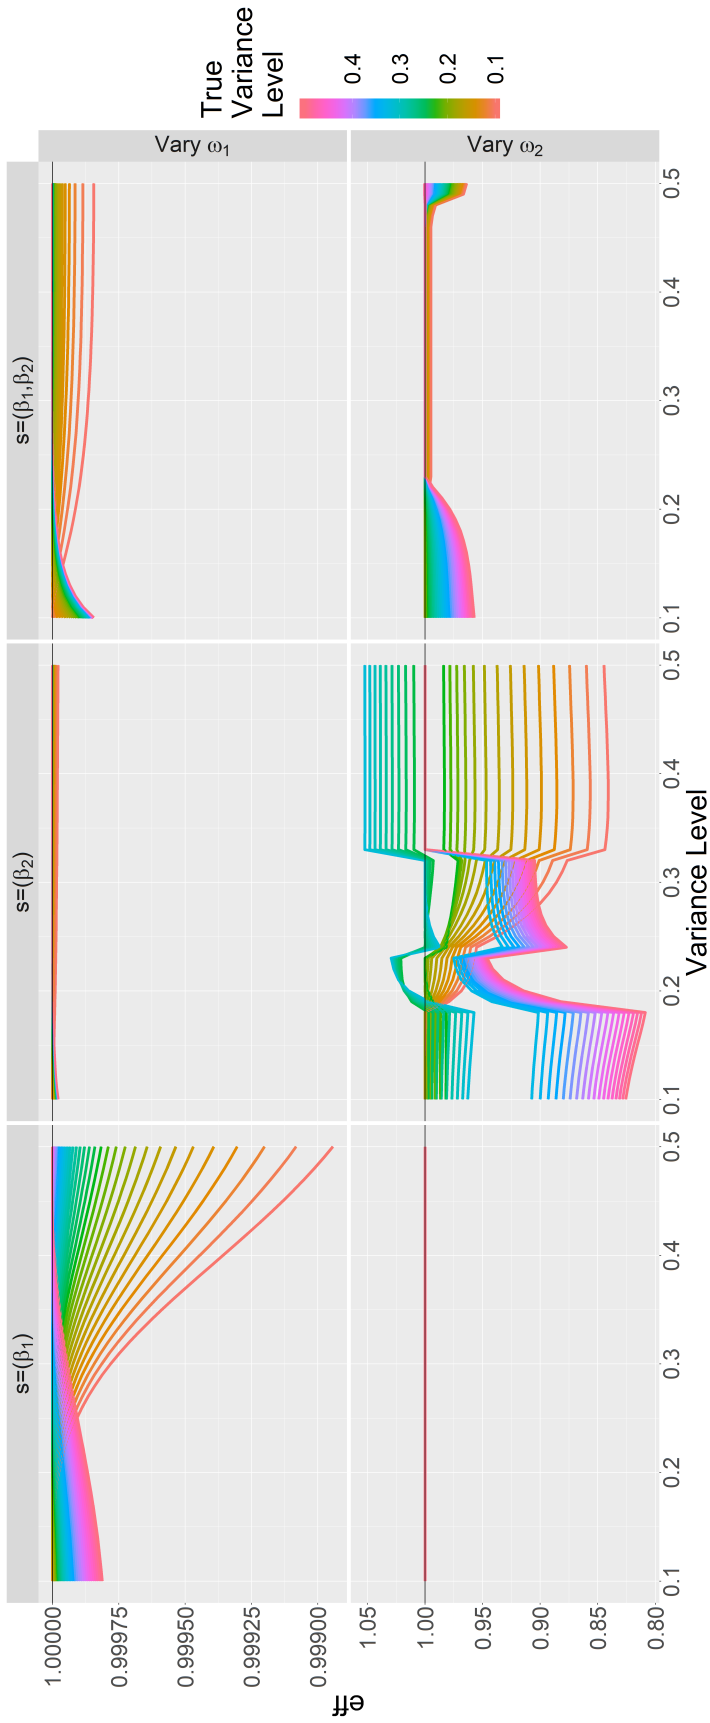 s=(β₁)
s=(β₂)
s=(β₁,β₂)
Vary ω₁
Vary ω₂
eff
1.00000
0.99975
0.99950
0.99925
0.99900
1.05
1.00
0.95
0.90
0.85
0.80
0.1 0.2 0.3 0.4 0.5
0.1 0.2 0.3 0.4 0.5
0.1 0.2 0.3 0.4 0.5
Variance Level
True
Variance
Level
0.4
0.3
0.2
0.1